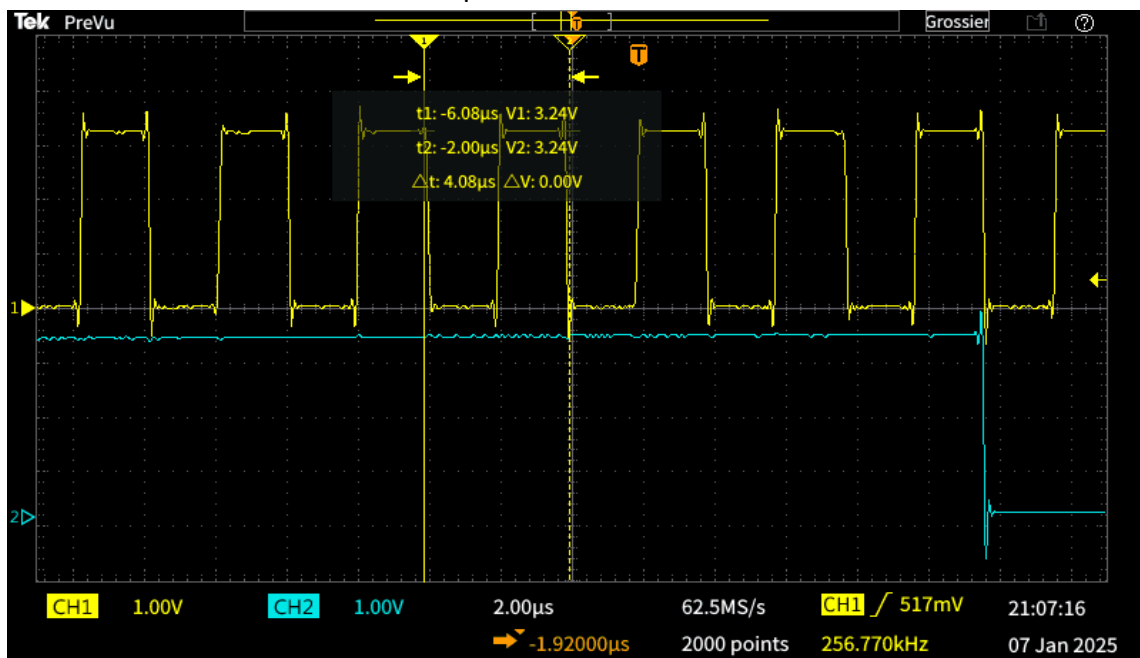 Tek PreVu T Grossier ?
1 2
T
t1: -6.08µs V1: 3.24V
t2: -2.00µs V2: 3.24V
△t: 4.08µs △V: 0.00V
1
2
CH1 1.00V CH2 1.00V 2.00µs 62.5MS/s CH1 517mV 21:07:16
-1.92000µs 2000 points 256.770kHz 07 Jan 2025